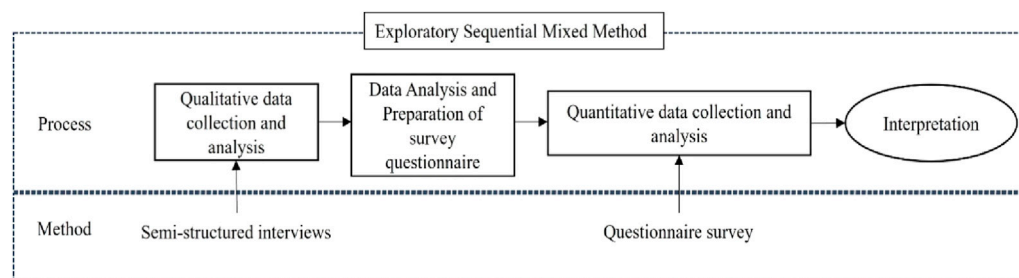 Exploratory Sequential Mixed Method
Process
Qualitative data
collection and
analysis
Data Analysis and
Preparation of
survey
questionnaire
Quantitative data collection and
analysis
Interpretation
Method
Semi-structured interviews
Questionnaire survey